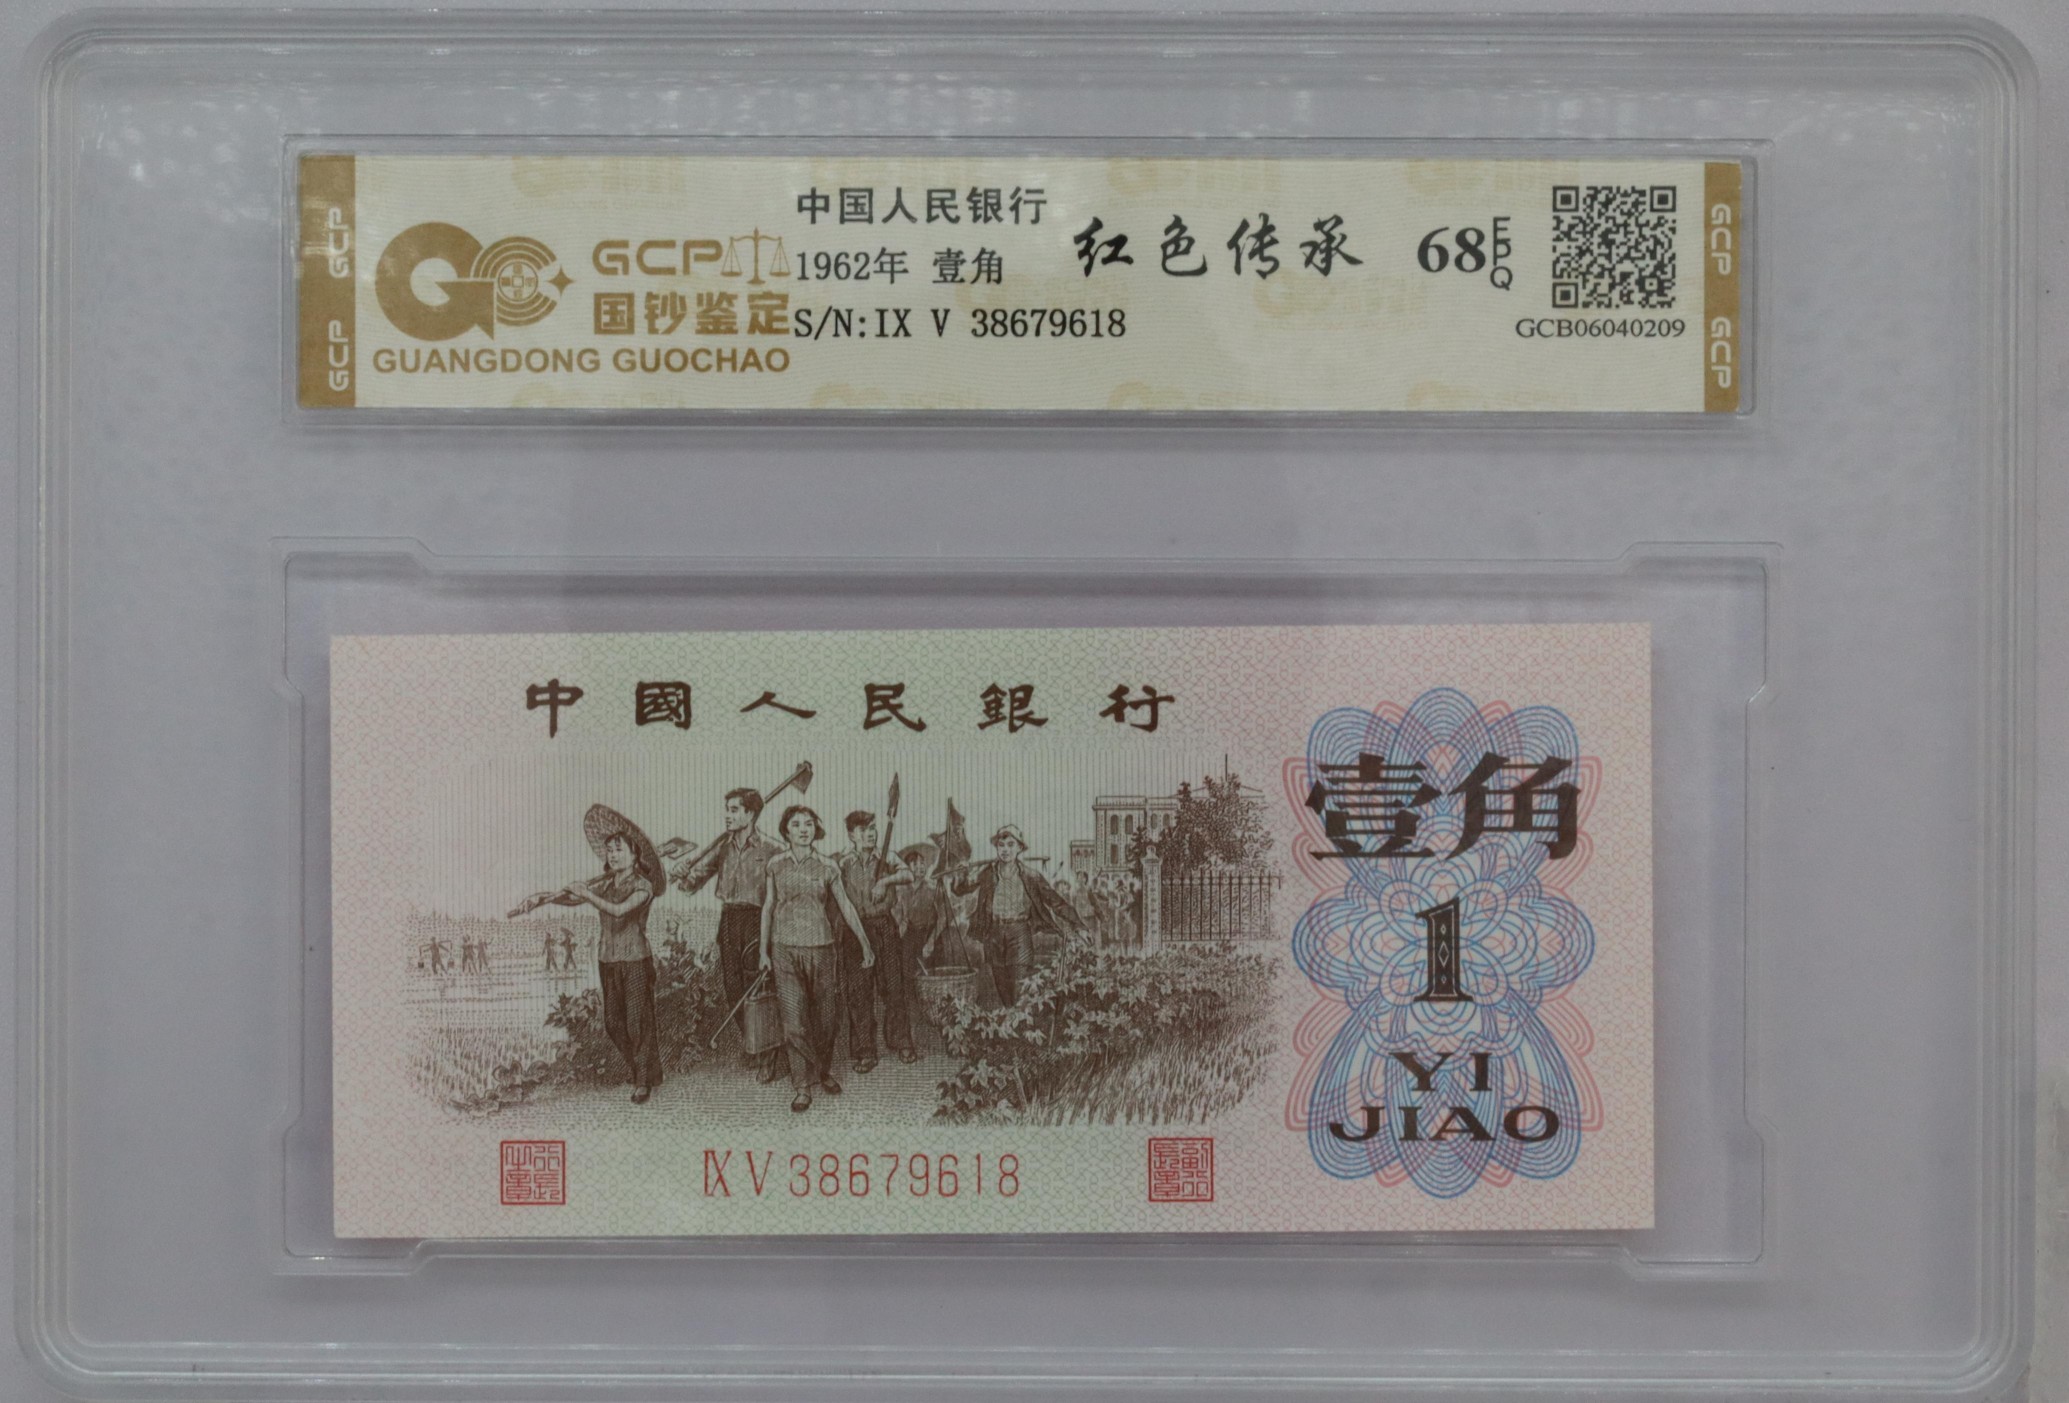 GCP GCP
GCP
国钞鉴定
GUANGDONG GUOCHAO
中国人民银行
1962年 壹角
S/N:IX V 38679618
红色传承
68 EPQ
GCB06040209
GCP GCP
中國人民銀行
壹角
1
YI
JIAO
IX V 38679618